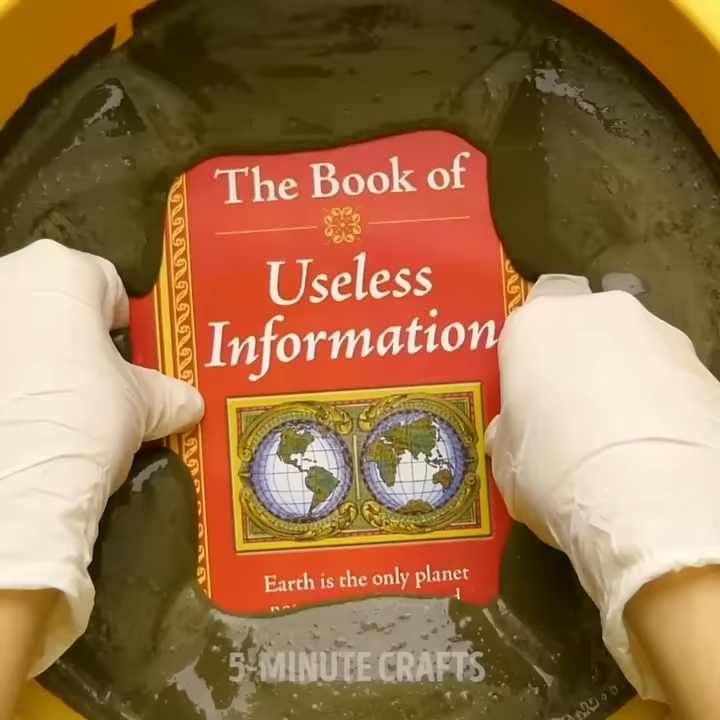 The Book of
Useless
Information
Earth is the only planet
5-MINUTE CRAFTS